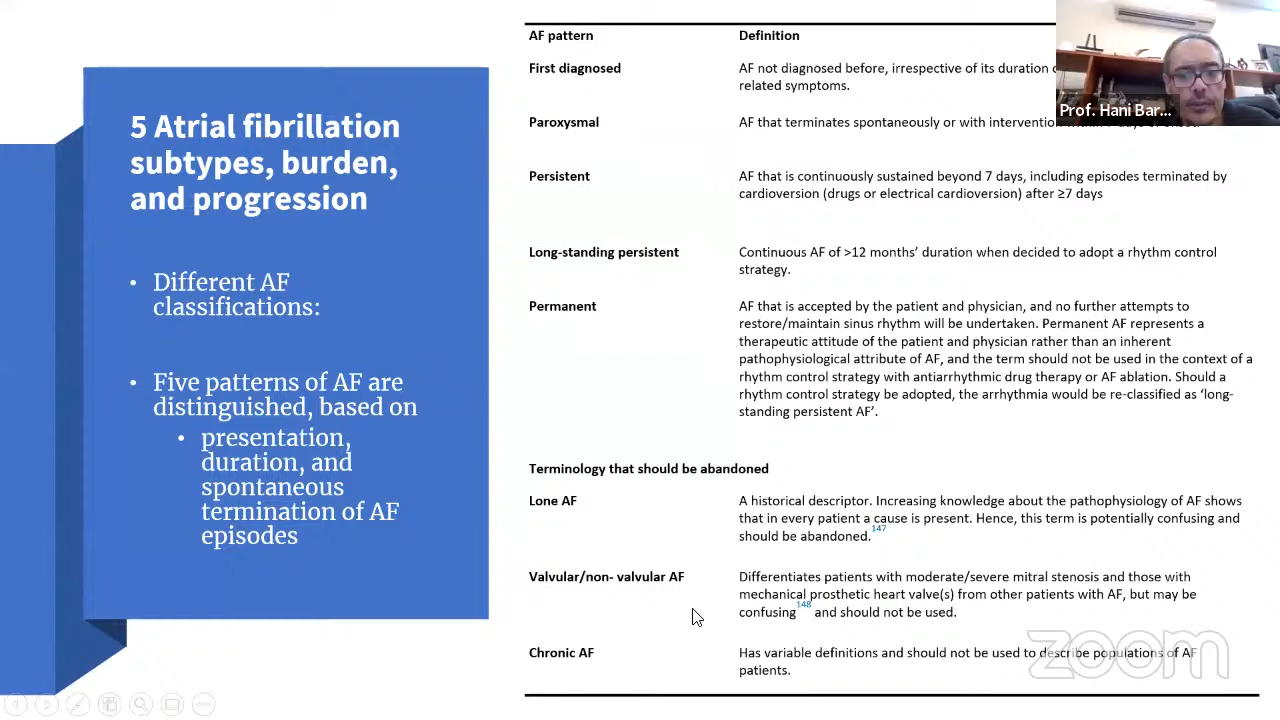 5 Atrial fibrillation
subtypes, burden,
and progression
• Different AF
classifications:
• Five patterns of AF are
distinguished, based on
• presentation,
duration, and
spontaneous
termination of AF
episodes
AF pattern Definition
First diagnosed AF not diagnosed before, irrespective of its duration
related symptoms.
Paroxysmal AF that terminates spontaneously or with intervention
Persistent AF that is continuously sustained beyond 7 days, including episodes terminated by
cardioversion (drugs or electrical cardioversion) after ≥7 days
Long-standing persistent Continuous AF of >12 months’ duration when decided to adopt a rhythm control
strategy.
Permanent AF that is accepted by the patient and physician, and no further attempts to
restore/maintain sinus rhythm will be undertaken. Permanent AF represents a
therapeutic attitude of the patient and physician rather than an inherent
pathophysiological attribute of AF, and the term should not be used in the context of a
rhythm control strategy with antiarrhythmic drug therapy or AF ablation. Should a
rhythm control strategy be adopted, the arrhythmia would be re-classified as ‘long-
standing persistent AF’.
Terminology that should be abandoned
Lone AF A historical descriptor. Increasing knowledge about the pathophysiology of AF shows
that in every patient a cause is present. Hence, this term is potentially confusing and
should be abandoned.147
Valvular/non- valvular AF Differentiates patients with moderate/severe mitral stenosis and those with
mechanical prosthetic heart valve(s) from other patients with AF, but may be
confusing148 and should not be used.
Chronic AF Has variable definitions and should not be used to describe populations of AF
patients.
Prof. Hani Bar...
zoom